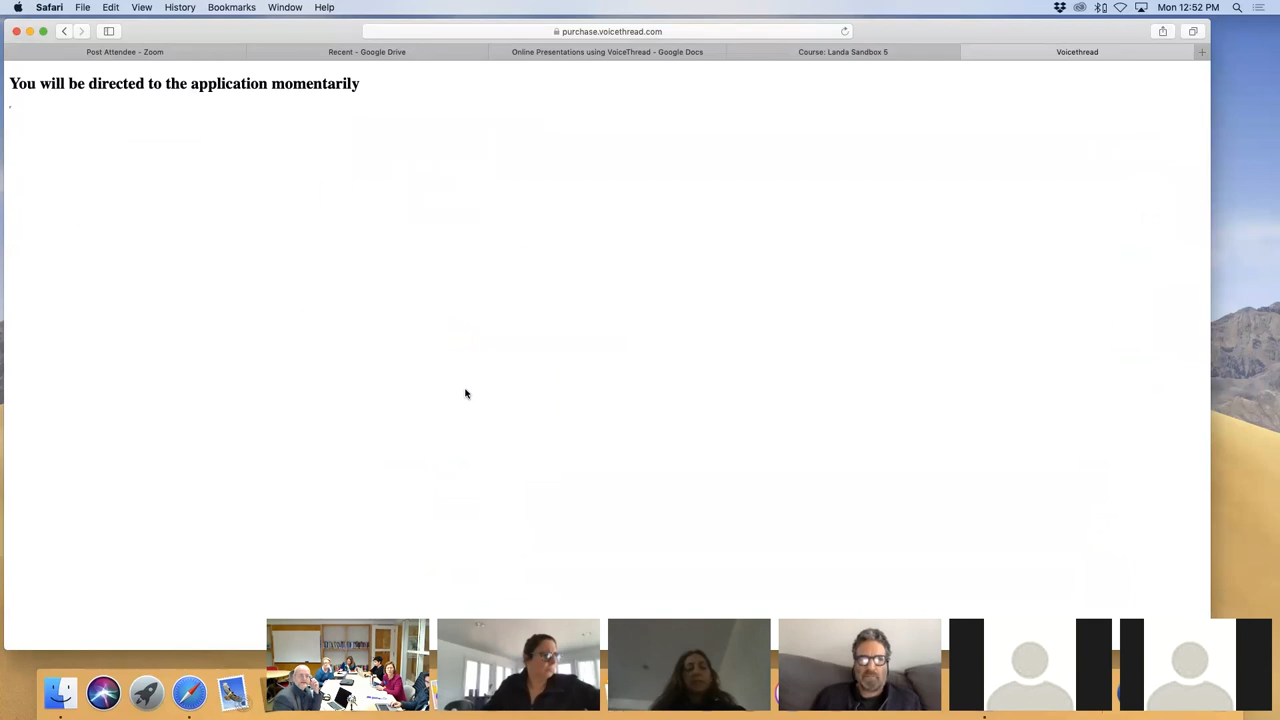 Safari File Edit View History Bookmarks Window Help
Mon 12:52 PM
purchase.voicethread.com
Post Attendee - Zoom
Recent - Google Drive
Online Presentations using VoiceThread - Google Docs
Course: Landa Sandbox 5
Voicethread
You will be directed to the application momentarily